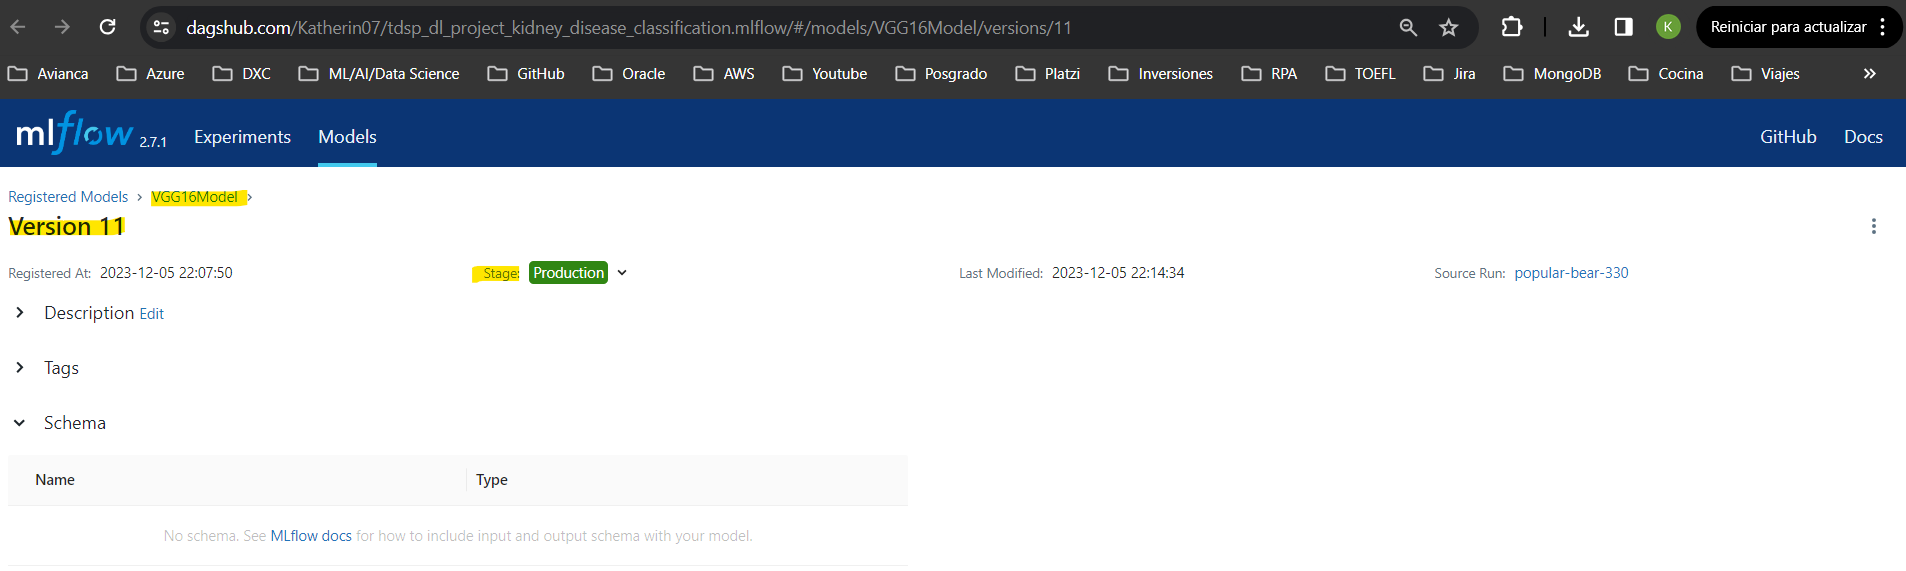 dagshub.com/Katherin07/tdsp_dl_project_kidney_disease_classification.mlflow/#/models/VGG16Model/versions/11 K Reiniciar para actualizar
Avianca Azure DXC ML/AI/Data Science GitHub Oracle AWS Youtube Posgrado Platzi Inversiones RPA TOEFL Jira MongoDB Cocina Viajes »
mlflow 2.7.1 Experiments Models GitHub Docs
Registered Models › VGG16Model ›
Version 11
Registered At: 2023-12-05 22:07:50 Stage: Production Last Modified: 2023-12-05 22:14:34 Source Run: popular-bear-330
Description Edit
Tags
Schema
Name Type
No schema. See MLflow docs for how to include input and output schema with your model.